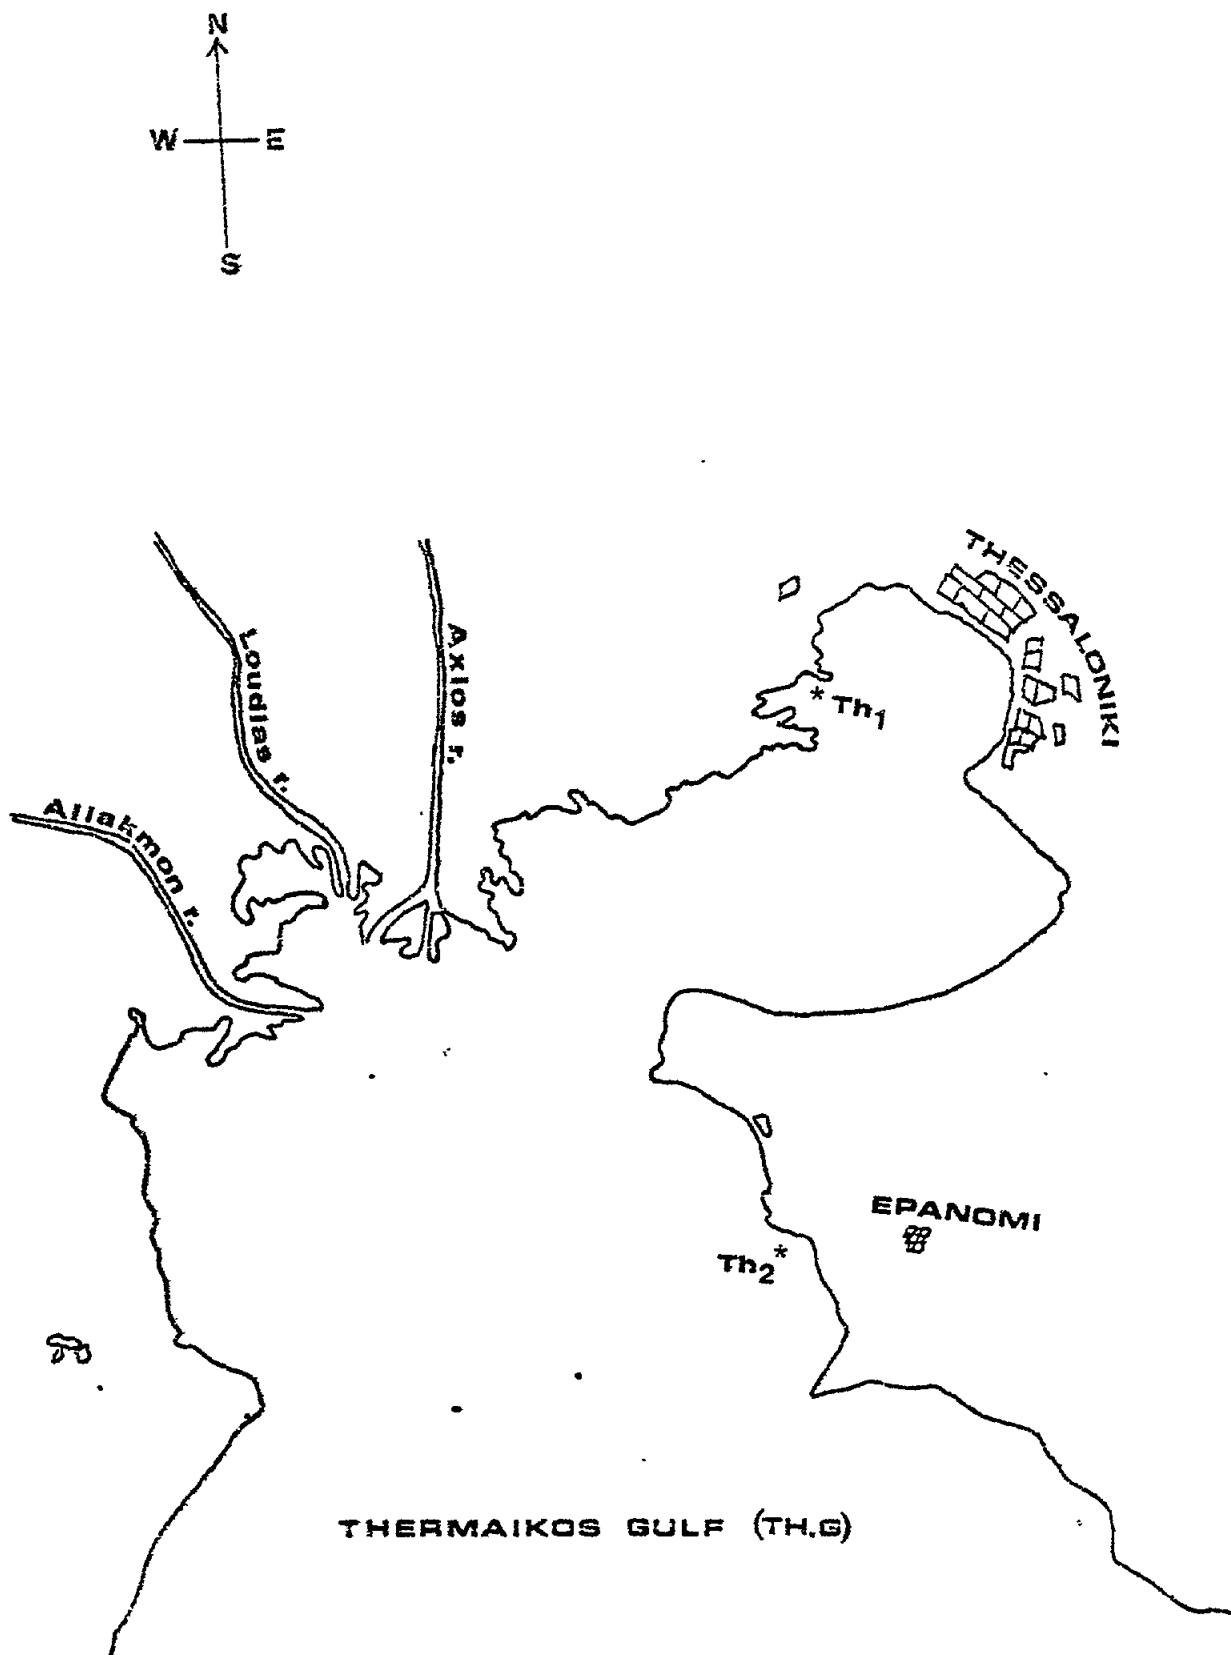 N
W E
S
THESSALONIKI
Loudias r.
Axios r.
* Th1
Aliakmon r.
EPANOMI
Th2 *
THERMAIKOS GULF (TH.G)